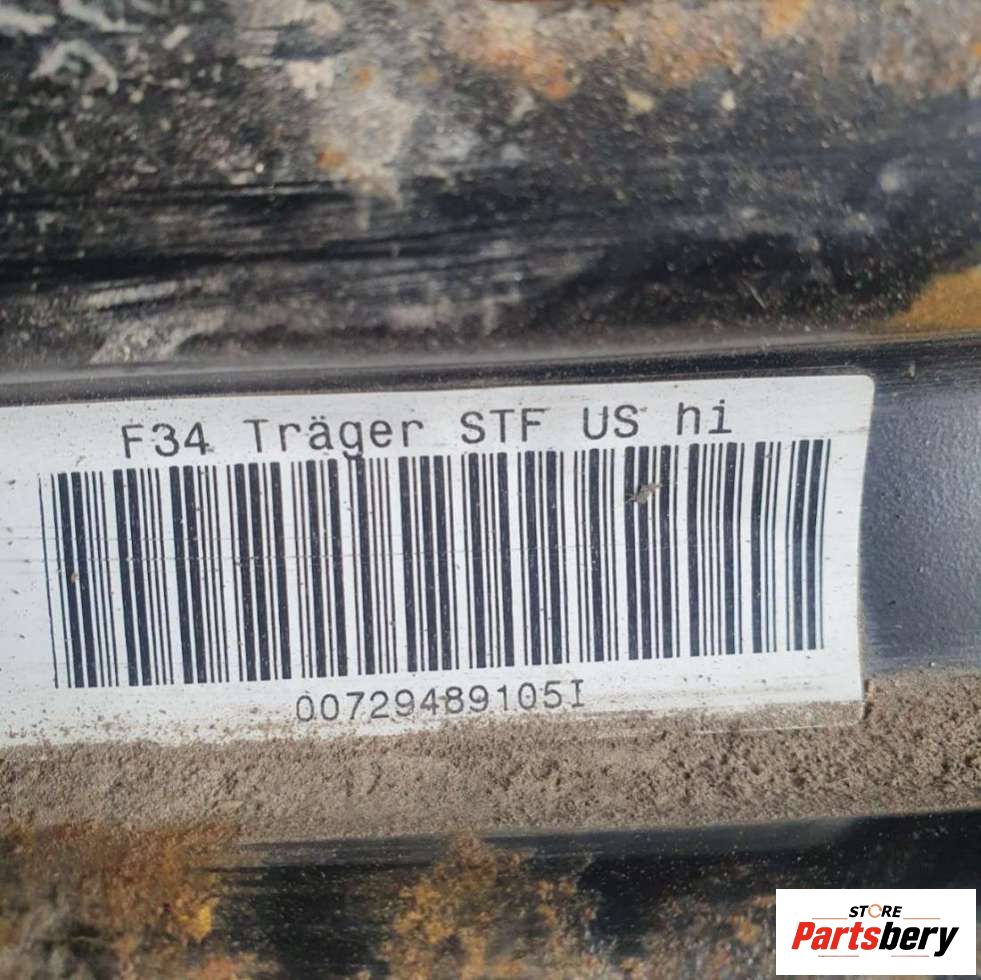 F34 Träger STF US hi
00729489105I
STORE
Partsbery